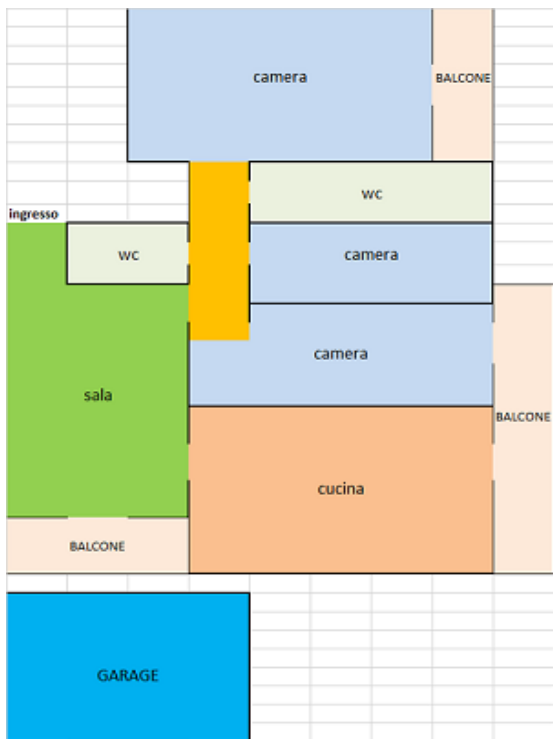 camera
BALCONE
wc
ingresso
wc
camera
camera
sala
BALCONE
cucina
BALCONE
GARAGE